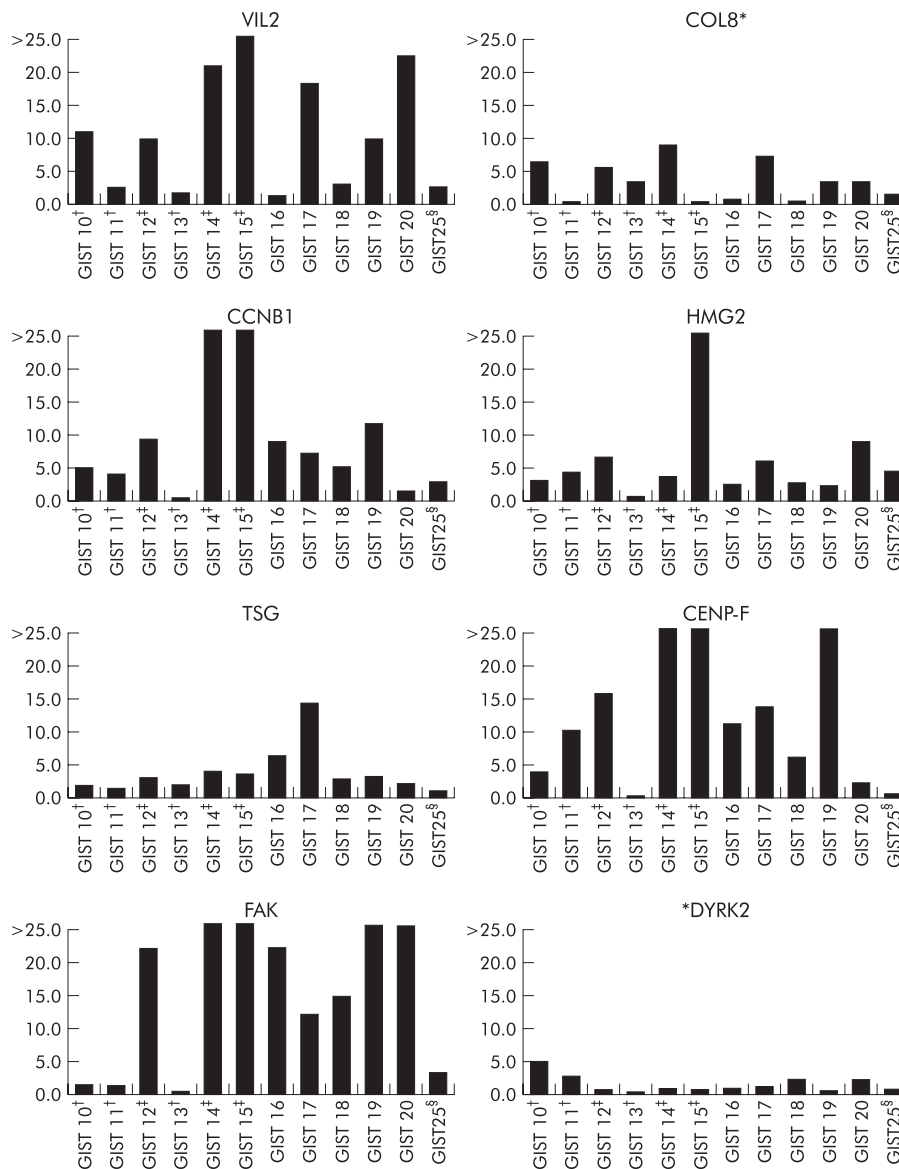 VIL2
>25.0
20.0
15.0
10.0
5.0
0.0
GIST 10†
GIST 11†
GIST 12‡
GIST 13†
GIST 14‡
GIST 15‡
GIST 16
GIST 17
GIST 18
GIST 19
GIST 20
GIST25§
COL8*
>25.0
20.0
15.0
10.0
5.0
0.0
GIST 10†
GIST 11†
GIST 12‡
GIST 13†
GIST 14‡
GIST 15‡
GIST 16
GIST 17
GIST 18
GIST 19
GIST 20
GIST25§
CCNB1
>25.0
20.0
15.0
10.0
5.0
0.0
GIST 10†
GIST 11†
GIST 12‡
GIST 13†
GIST 14‡
GIST 15‡
GIST 16
GIST 17
GIST 18
GIST 19
GIST 20
GIST25§
HMG2
>25.0
20.0
15.0
10.0
5.0
0.0
GIST 10†
GIST 11†
GIST 12‡
GIST 13†
GIST 14‡
GIST 15‡
GIST 16
GIST 17
GIST 18
GIST 19
GIST 20
GIST25§
TSG
>25.0
20.0
15.0
10.0
5.0
0.0
GIST 10†
GIST 11†
GIST 12‡
GIST 13†
GIST 14‡
GIST 15‡
GIST 16
GIST 17
GIST 18
GIST 19
GIST 20
GIST25§
CENP-F
>25.0
20.0
15.0
10.0
5.0
0.0
GIST 10†
GIST 11†
GIST 12‡
GIST 13†
GIST 14‡
GIST 15‡
GIST 16
GIST 17
GIST 18
GIST 19
GIST 20
GIST25§
FAK
>25.0
20.0
15.0
10.0
5.0
0.0
GIST 10†
GIST 11†
GIST 12‡
GIST 13†
GIST 14‡
GIST 15‡
GIST 16
GIST 17
GIST 18
GIST 19
GIST 20
GIST25§
*DYRK2
>25.0
20.0
15.0
10.0
5.0
0.0
GIST 10†
GIST 11†
GIST 12‡
GIST 13†
GIST 14‡
GIST 15‡
GIST 16
GIST 17
GIST 18
GIST 19
GIST 20
GIST25§